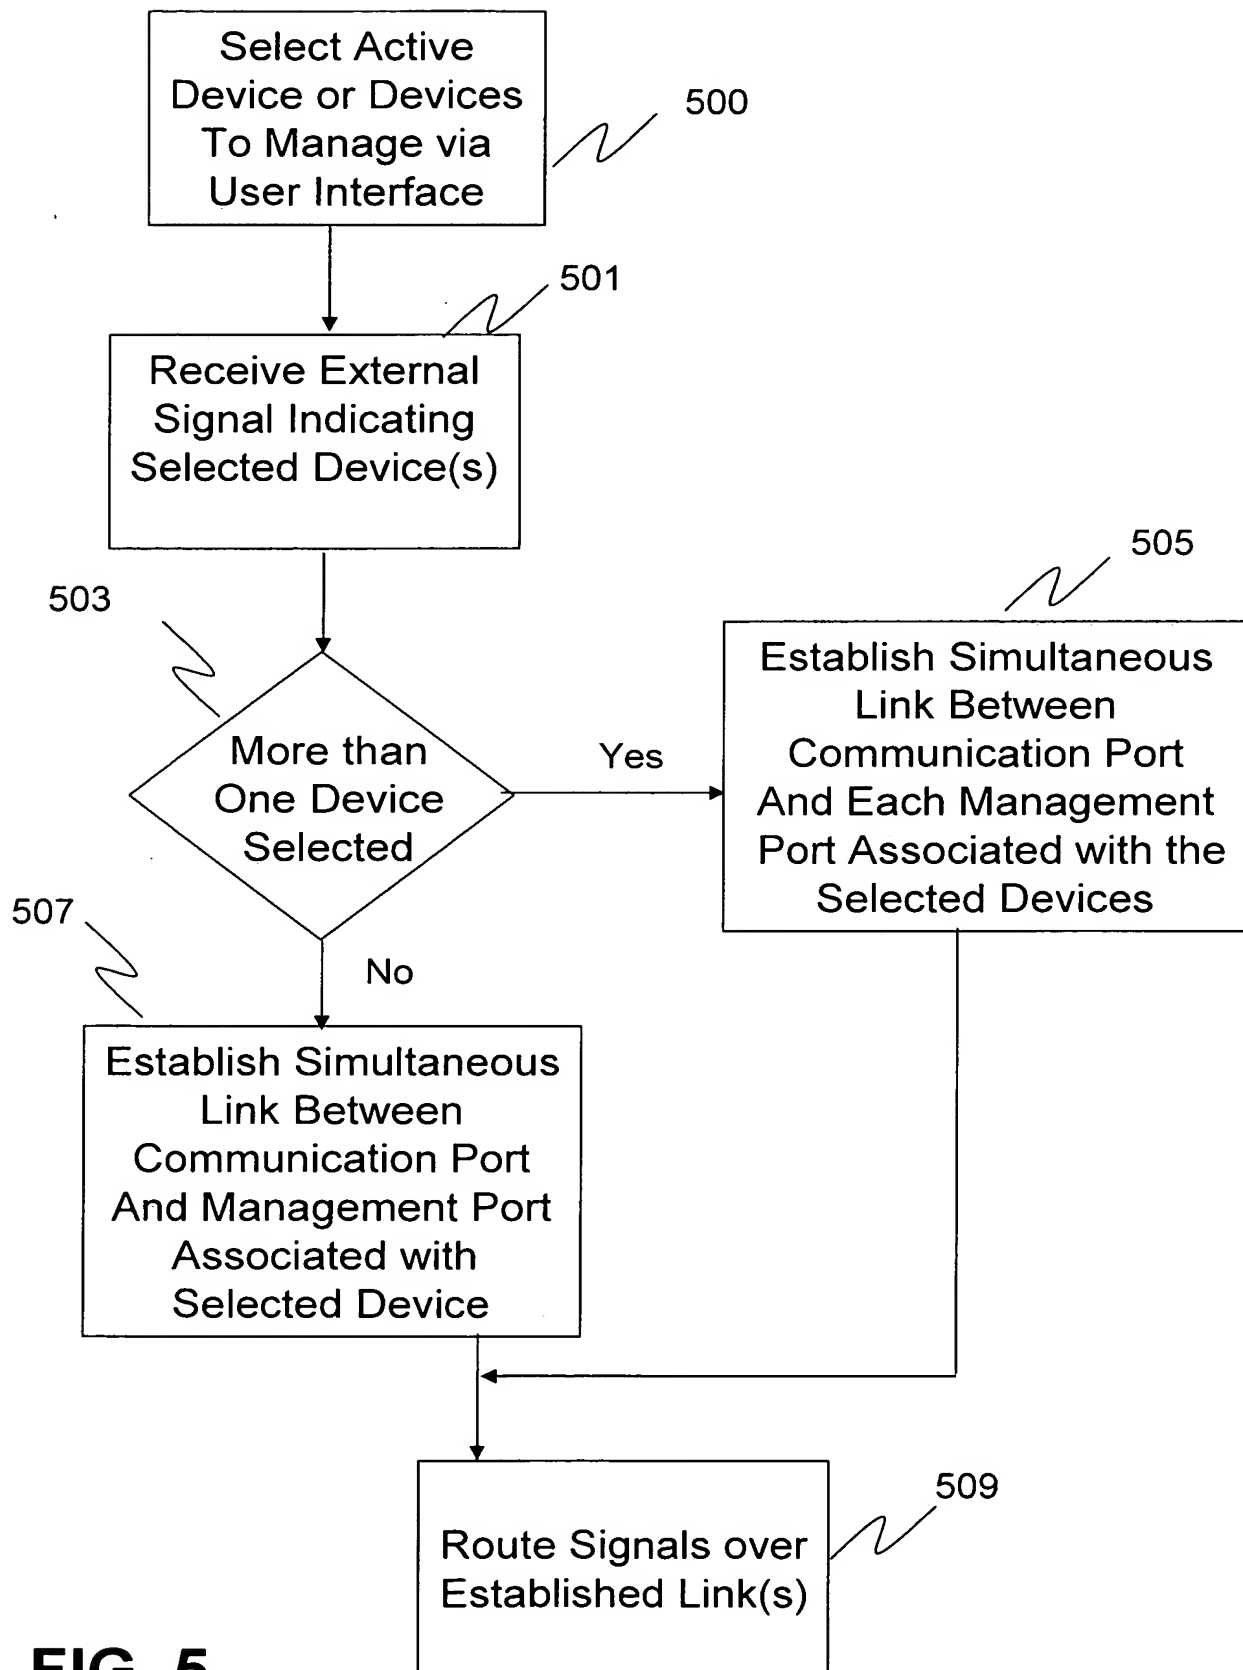 Select Active
Device or Devices
To Manage via
User Interface
500
501
Receive External
Signal Indicating
Selected Device(s)
503
More than
One Device
Selected
Yes
505
Establish Simultaneous
Link Between
Communication Port
And Each Management
Port Associated with the
Selected Devices
507
No
Establish Simultaneous
Link Between
Communication Port
And Management Port
Associated with
Selected Device
509
Route Signals over
Established Link(s)
FIG. 5